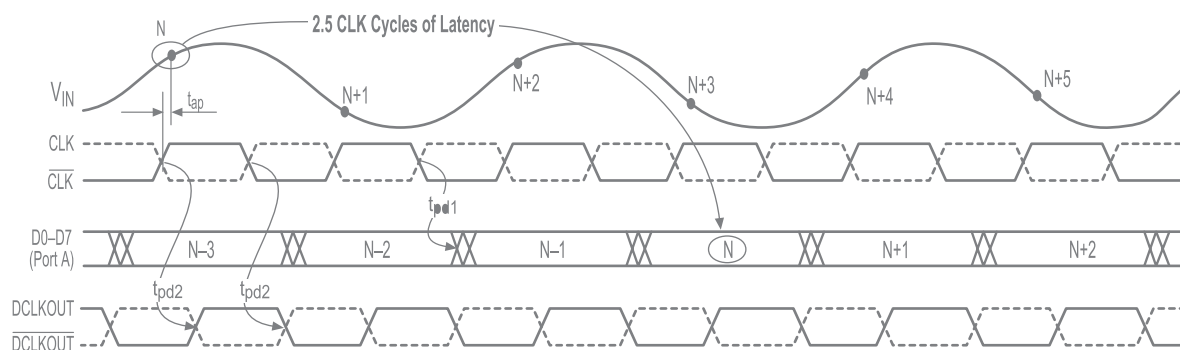 N
2.5 CLK Cycles of Latency
VIN
tap
N+1
N+2
N+3
N+4
N+5
CLK
CLK
tpd1
D0–D7
(Port A)
N–3
N–2
N–1
N
N+1
N+2
tpd2
tpd2
DCLKOUT
DCLKOUT